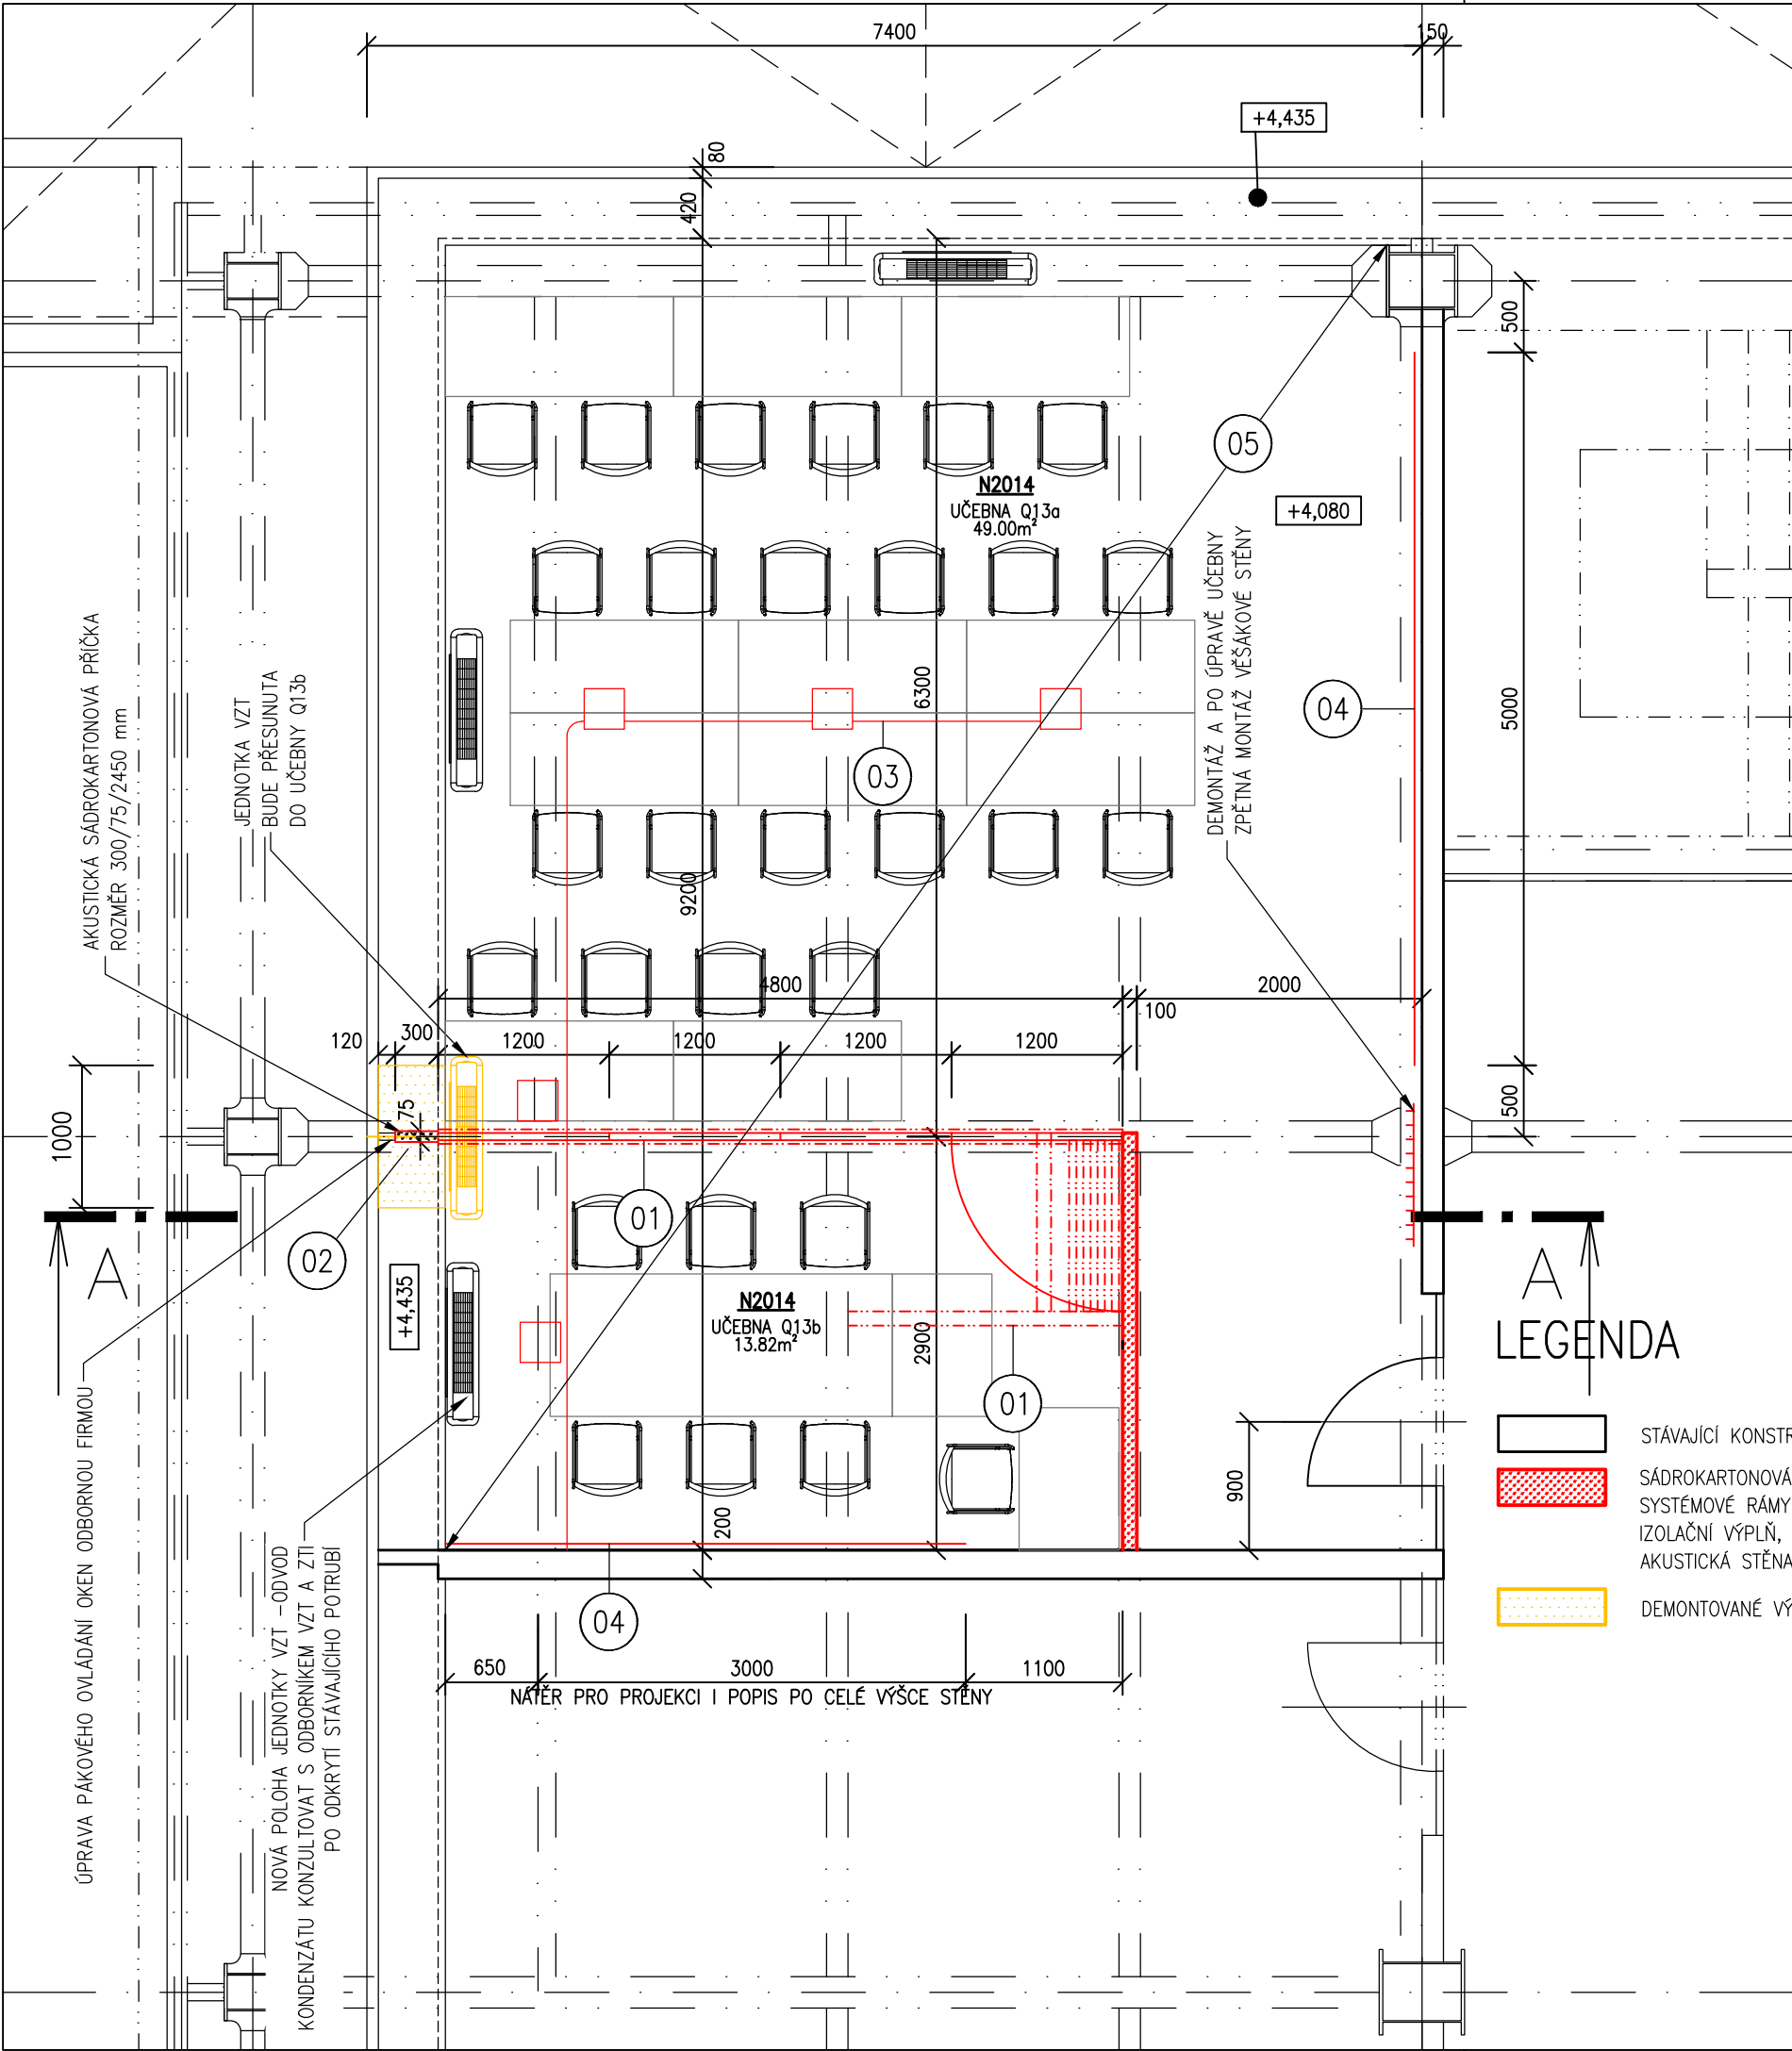 7400
150
+4,435
80
420
500
N2014
UČEBNA Q13a
49.00m²
+4,080
05
DEMONTÁŽ A PO ÚPRAVĚ UČEBNY
ZPĚTNÁ MONTÁŽ VĚŠÁKOVÉ STĚNY
AKUSTICKÁ SÁDROKARTONOVÁ PŘÍČKA
ROZMĚR 300/75/2450 mm
JEDNOTKA VZT
BUDE PŘESUNUTA
DO UČEBNY Q13b
6300
04
5000
03
9200
4800
2000
100
120
300
1200
1200
1200
1200
1000
75
500
01
02
A
A
+4,435
N2014
UČEBNA Q13b
13.82m²
2900
01
LEGENDA
STÁVAJÍCÍ KONSTR
SÁDROKARTONOVÁ
SYSTÉMOVÉ RÁMY
IZOLAČNÍ VÝPLŇ,
AKUSTICKÁ STĚNA
DEMONTOVANÉ VÝ
900
200
ÚPRAVA PÁKOVÉHO OVLÁDÁNÍ OKEN ODBORNOU FIRMOU
NOVÁ POLOHA JEDNOTKY VZT -ODVOD
KONDENZÁTU KONZULTOVAT S ODBORNÍKEM VZT A ZTI
PO ODKRYTÍ STÁVAJÍCÍHO POTRUBÍ
04
650
3000
1100
NÁTĚR PRO PROJEKCI I POPIS PO CELÉ VÝŠCE STĚNY